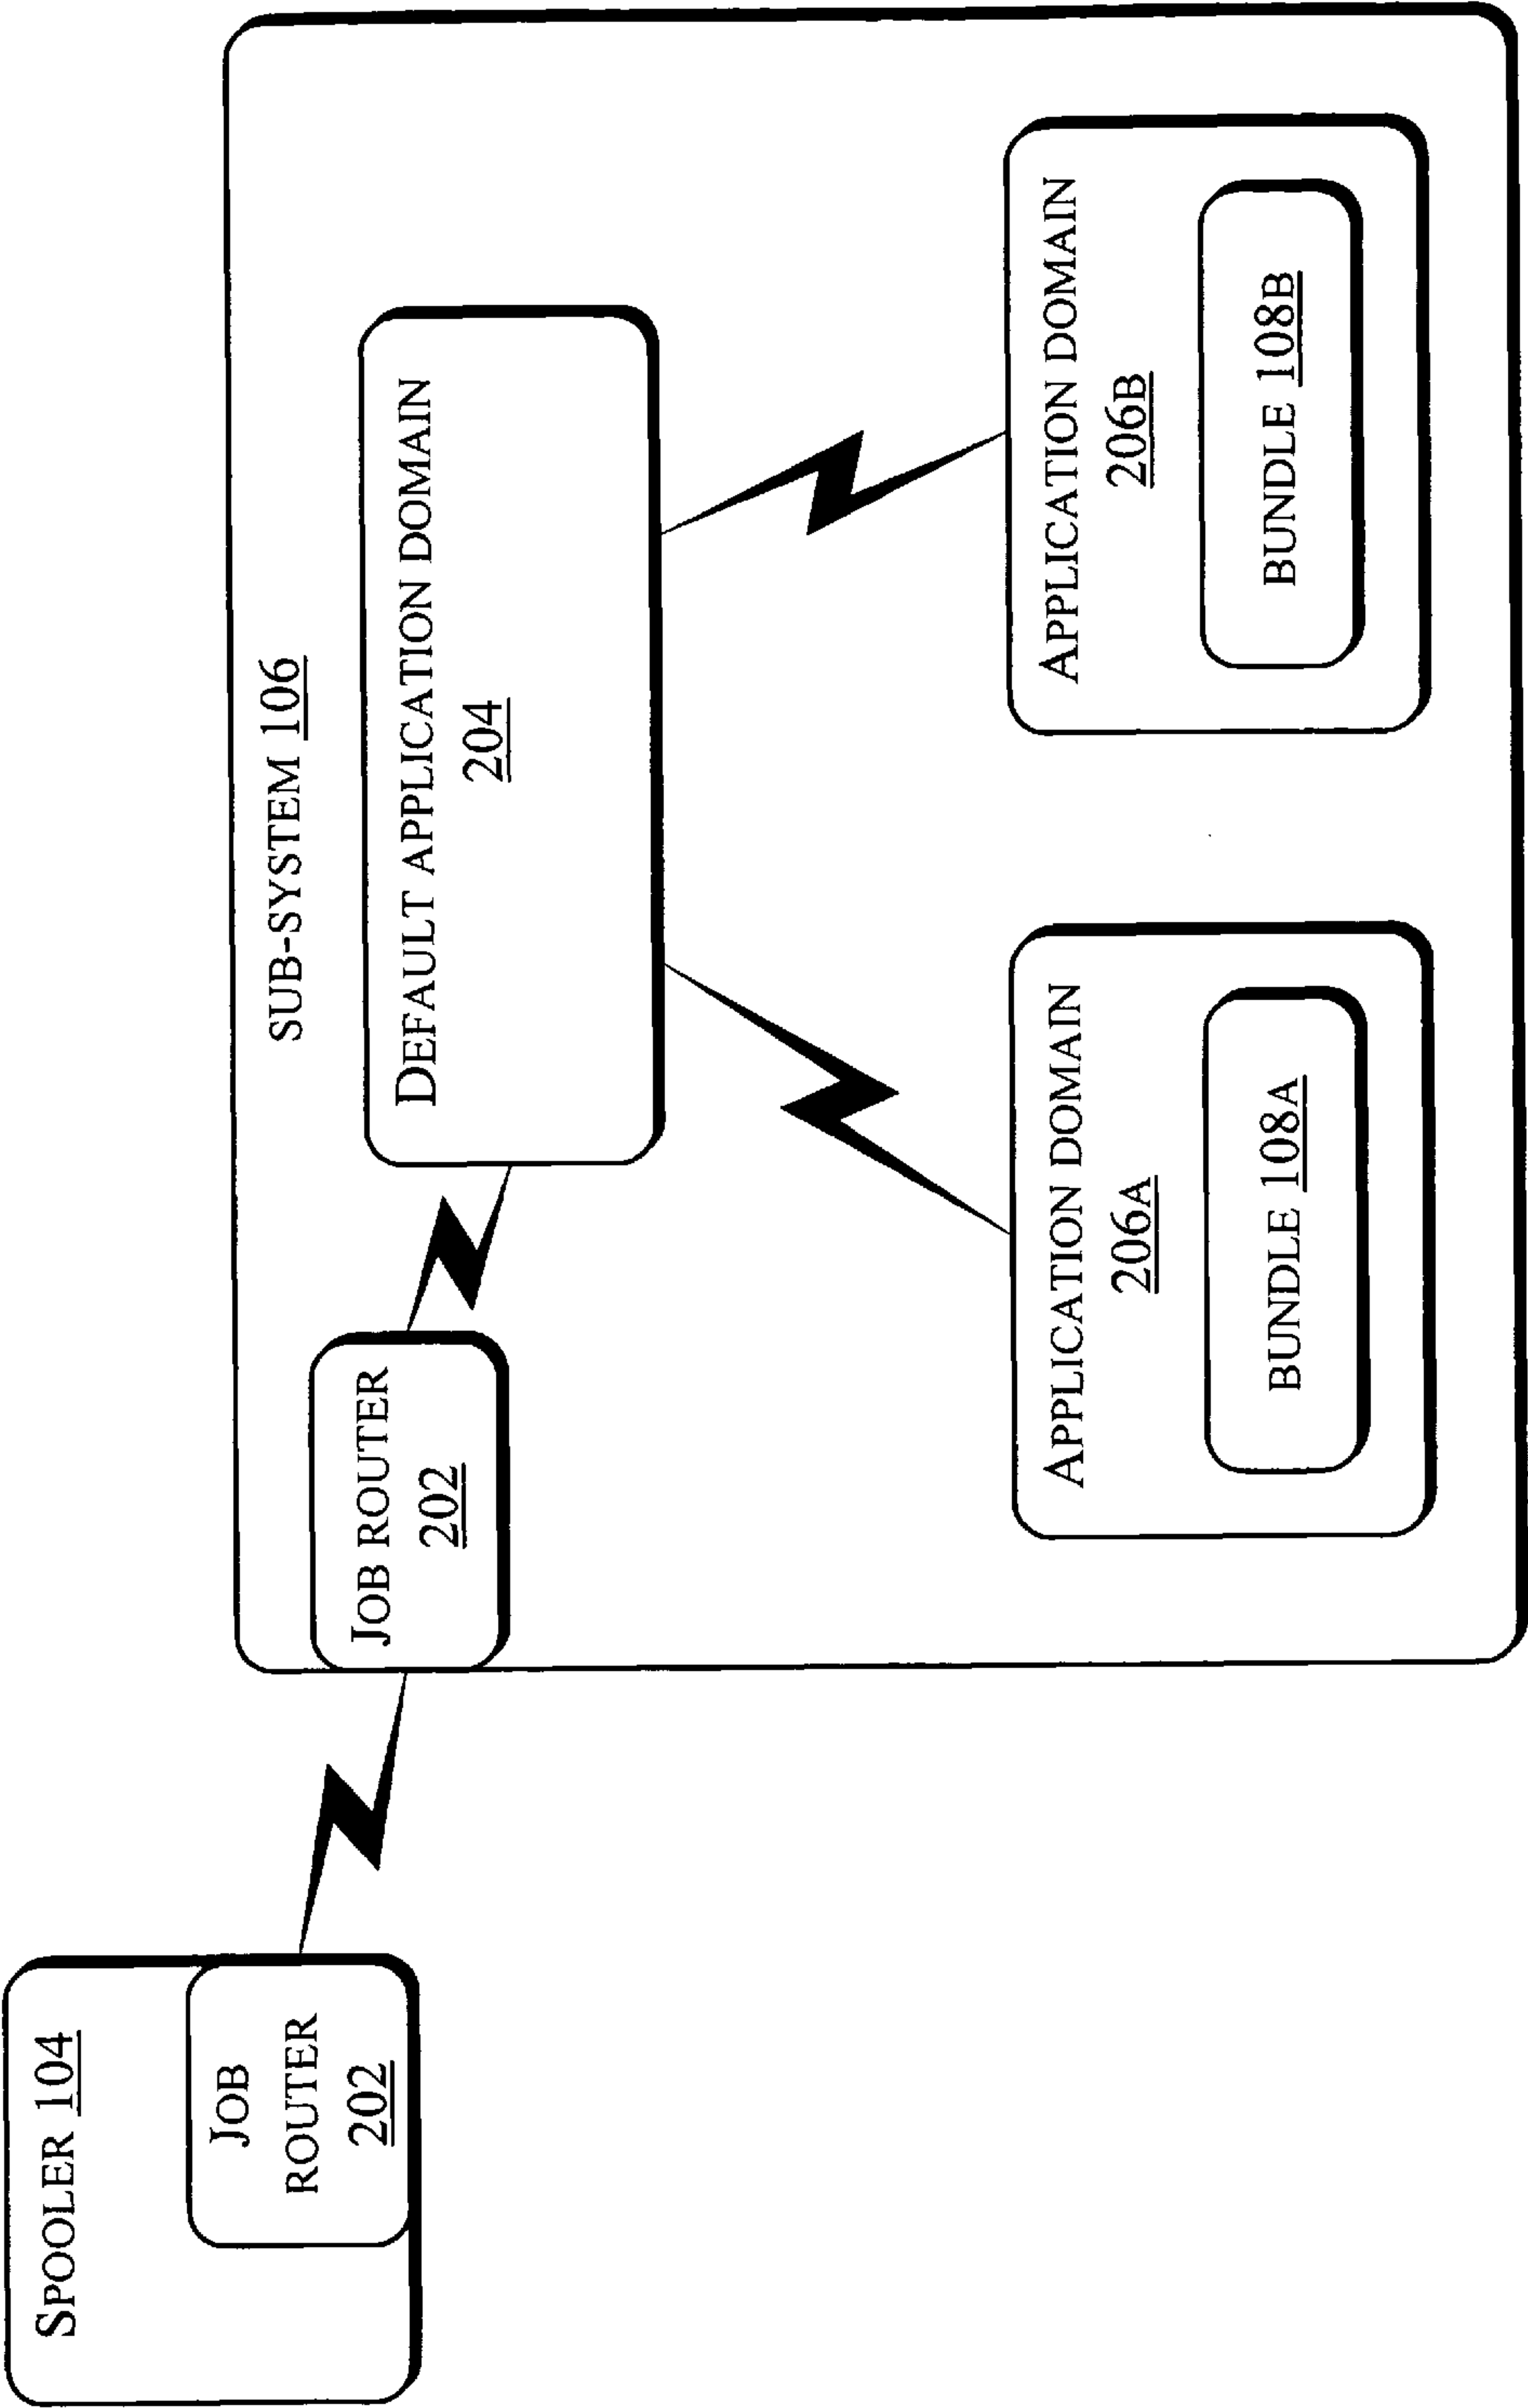 SPOOLER 104
JOB
ROUTER
202
SUB-SYSTEM 106
JOB ROUTER
202
DEFAULT APPLICATION DOMAIN
204
APPLICATION DOMAIN
206A
BUNDLE 108A
APPLICATION DOMAIN
206B
BUNDLE 108B